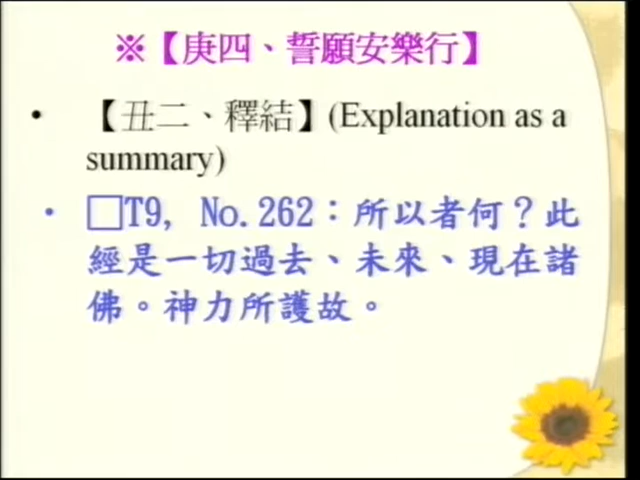 ※【庚四、誓願安樂行】
• 【丑二、釋結】(Explanation as a
summary)
• □T9, No.262：所以者何？此
經是一切過去、未來、現在諸
佛。神力所護故。